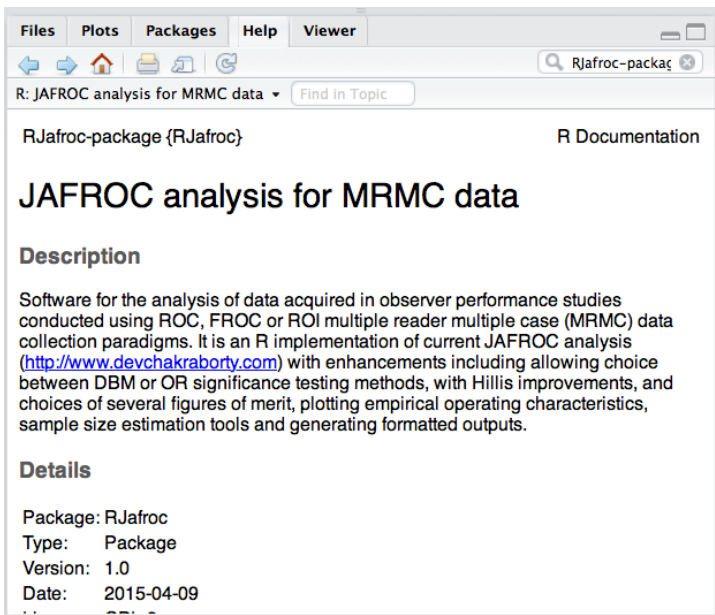 Files Plots Packages Help Viewer
RJafroc-packag
R: JAFROC analysis for MRMC data Find in Topic
RJafroc-package {RJafroc} R Documentation
JAFROC analysis for MRMC data
Description
Software for the analysis of data acquired in observer performance studies
conducted using ROC, FROC or ROI multiple reader multiple case (MRMC) data
collection paradigms. It is an R implementation of current JAFROC analysis
(http://www.devchakraborty.com) with enhancements including allowing choice
between DBM or OR significance testing methods, with Hillis improvements, and
choices of several figures of merit, plotting empirical operating characteristics,
sample size estimation tools and generating formatted outputs.
Details
Package: RJafroc
Type: Package
Version: 1.0
Date: 2015-04-09